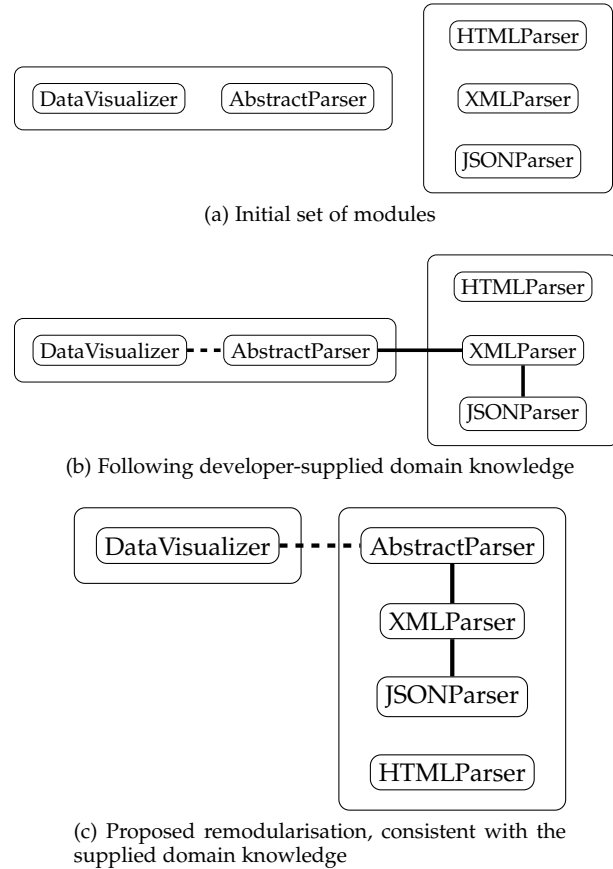 HTMLParser
DataVisualizer AbstractParser XMLParser
JSONParser
(a) Initial set of modules
HTMLParser
DataVisualizer AbstractParser XMLParser
JSONParser
(b) Following developer-supplied domain knowledge
DataVisualizer AbstractParser
XMLParser
JSONParser
HTMLParser
(c) Proposed remodularisation, consistent with the
supplied domain knowledge